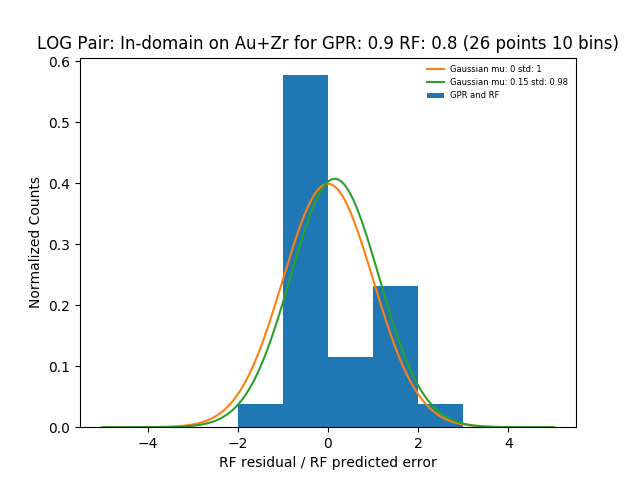 LOG Pair: In-domain on Au+Zr for GPR: 0.9 RF: 0.8 (26 points 10 bins)
Gaussian mu: 0 std: 1
Gaussian mu: 0.15 std: 0.98
GPR and RF
Normalized Counts
0.6
0.5
0.4
0.3
0.2
0.1
0.0
−4 −2 0 2 4
RF residual / RF predicted error